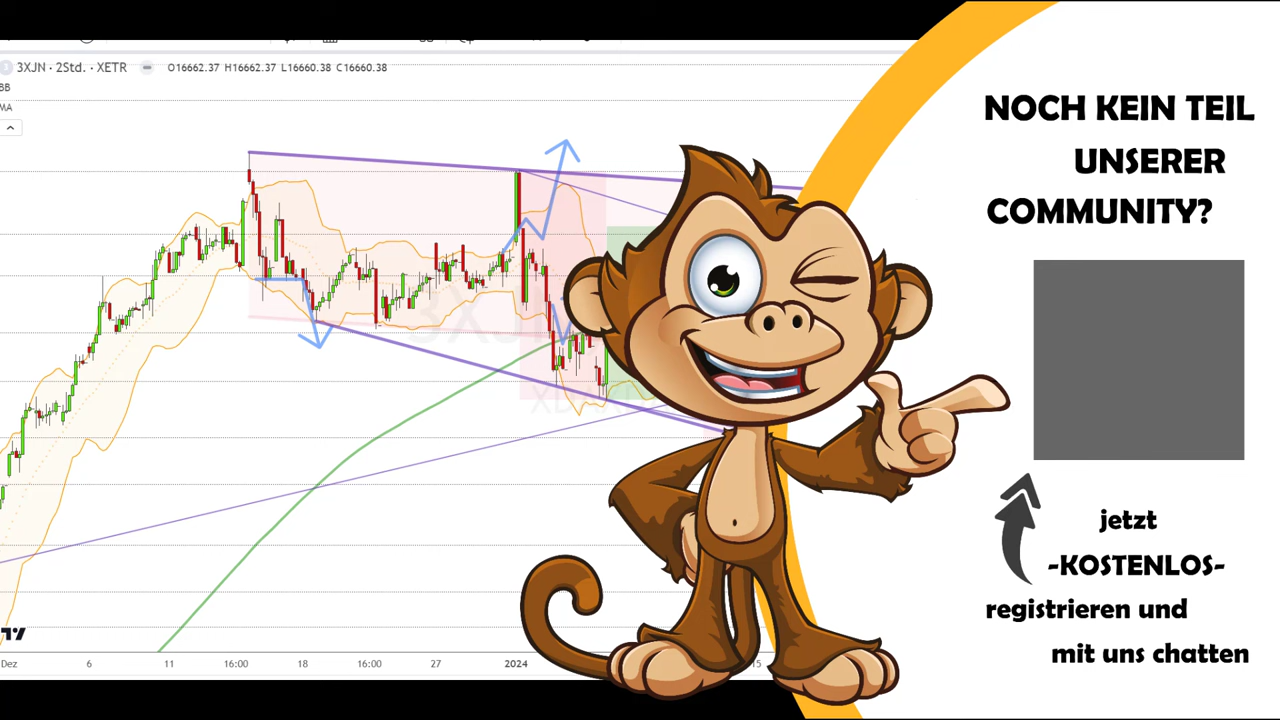 3XJN · 2Std. · XETR
O16662.37 H16662.37 L16660.38 C16660.38
BB
MA
NOCH KEIN TEIL
UNSERER
COMMUNITY?
jetzt
-KOSTENLOS-
registrieren und
mit uns chatten
Dez 6 11 16:00 18 16:00 27 2024 15